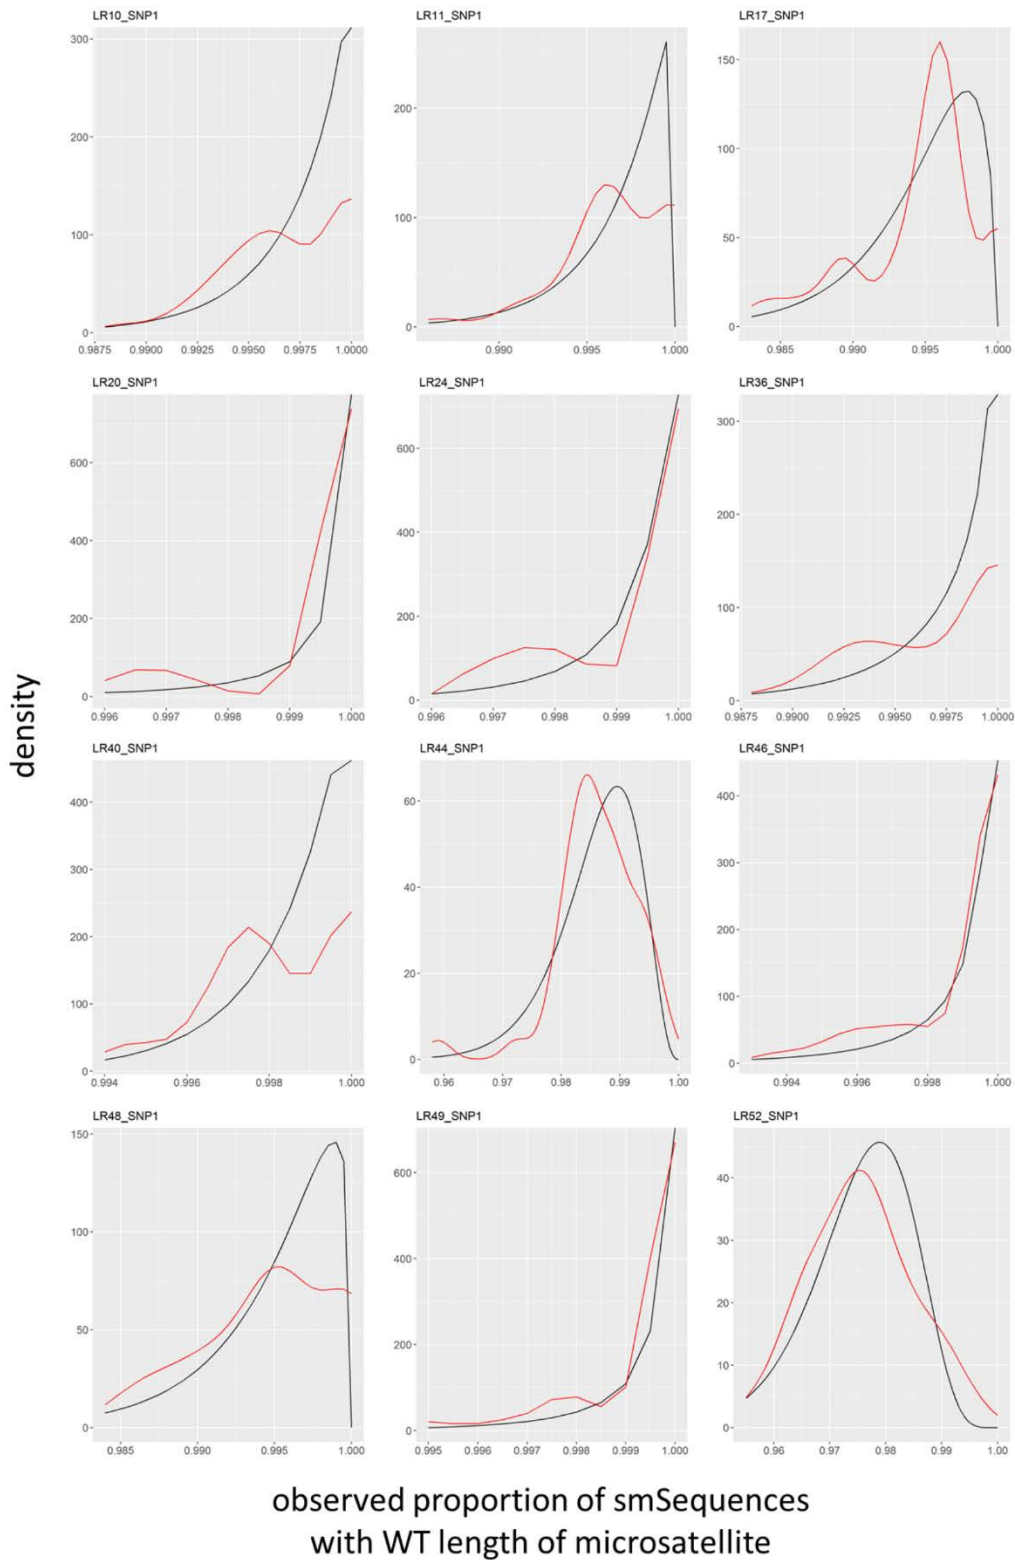 LR10_SNP1 LR11_SNP1 LR17_SNP1
300
200
100
0
0.9875 0.9900 0.9925 0.9950 0.9975 1.0000
200
100
0
0.990 0.995 1.000
150
100
50
0
0.985 0.990 0.995 1.000
LR20_SNP1 LR24_SNP1 LR36_SNP1
600
400
200
0
0.996 0.997 0.998 0.999 1.000
600
400
200
0
0.996 0.997 0.998 0.999 1.000
300
200
100
0
0.9875 0.9900 0.9925 0.9950 0.9975 1.0000
density
LR40_SNP1 LR44_SNP1 LR46_SNP1
400
300
200
100
0
0.994 0.996 0.998 1.000
60
40
20
0
0.96 0.97 0.98 0.99 1.00
400
300
200
100
0
0.994 0.996 0.998 1.000
LR48_SNP1 LR49_SNP1 LR52_SNP1
150
100
50
0
0.985 0.990 0.995 1.000
600
400
200
0
0.995 0.996 0.997 0.998 0.999 1.000
40
30
20
10
0
0.96 0.97 0.98 0.99 1.00
observed proportion of smSequences
with WT length of microsatellite